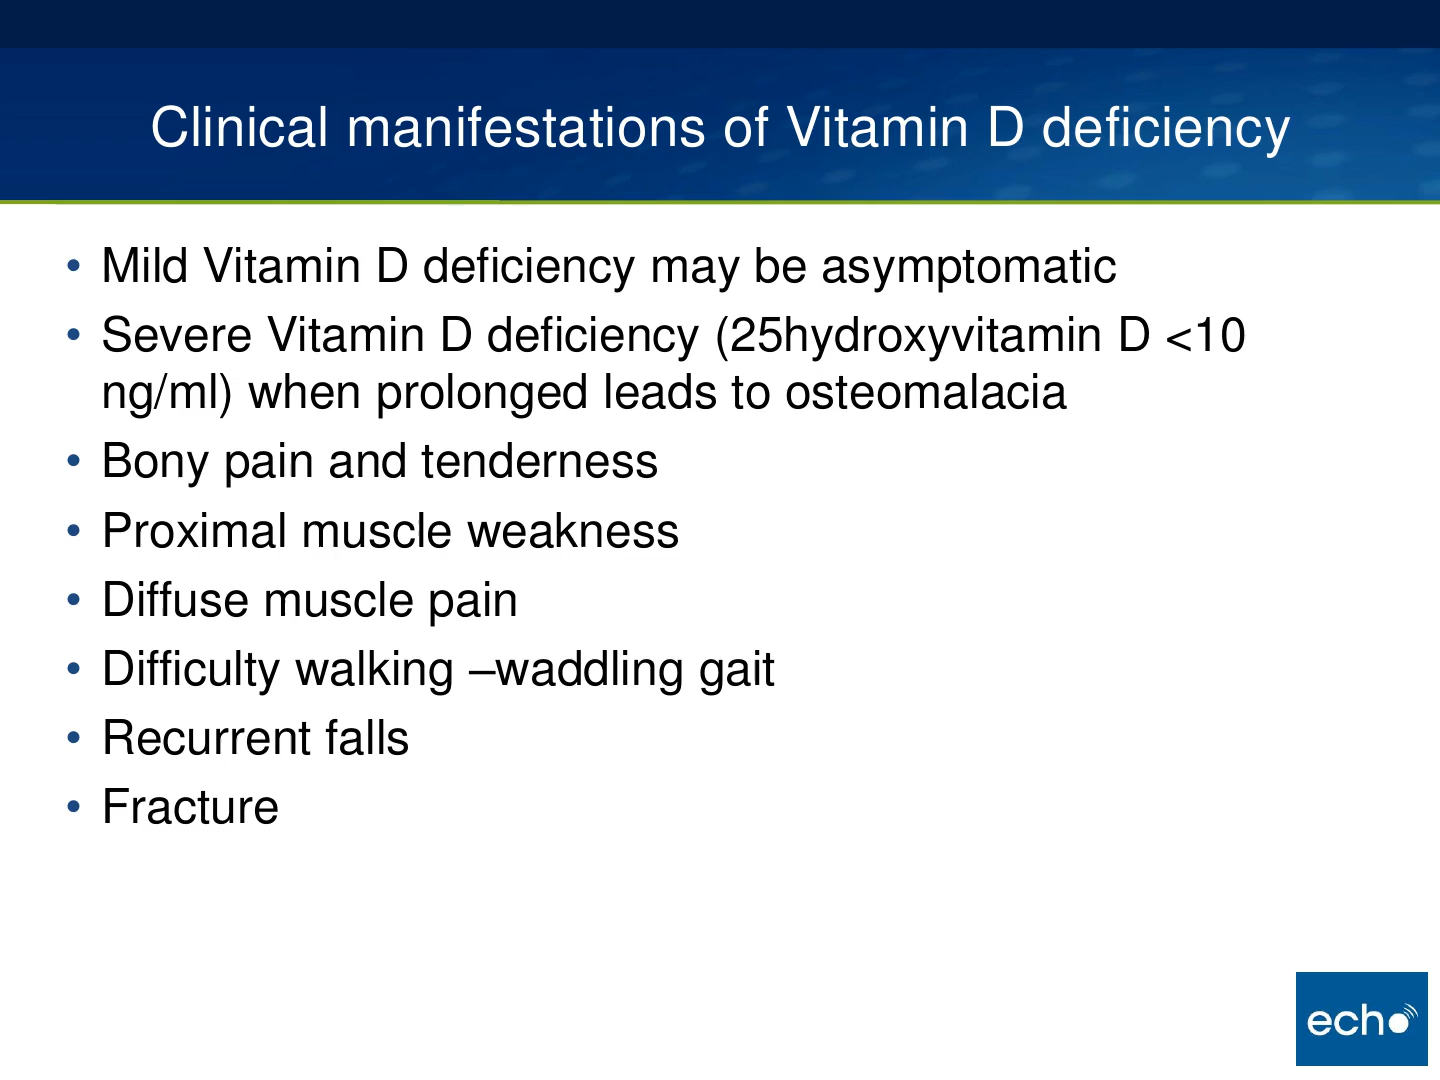 Clinical manifestations of Vitamin D deficiency
• Mild Vitamin D deficiency may be asymptomatic
• Severe Vitamin D deficiency (25hydroxyvitamin D <10
ng/ml) when prolonged leads to osteomalacia
• Bony pain and tenderness
• Proximal muscle weakness
• Diffuse muscle pain
• Difficulty walking –waddling gait
• Recurrent falls
• Fracture
echo